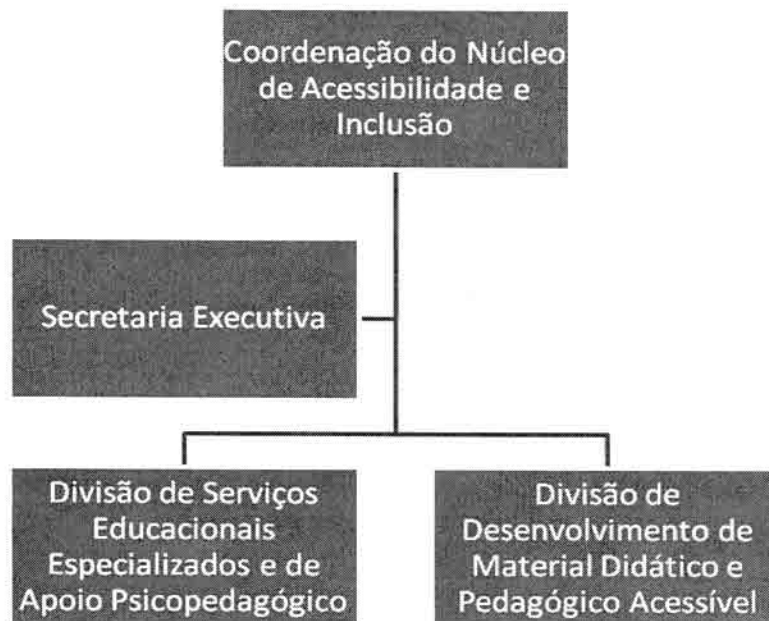 Coordenação do Núcleo
de Acessibilidade e
Inclusão
Secretaria Executiva
Divisão de Serviços
Educacionais
Especializados e de
Apoio Psicopedagógico
Divisão de
Desenvolvimento de
Material Didático e
Pedagógico Acessível